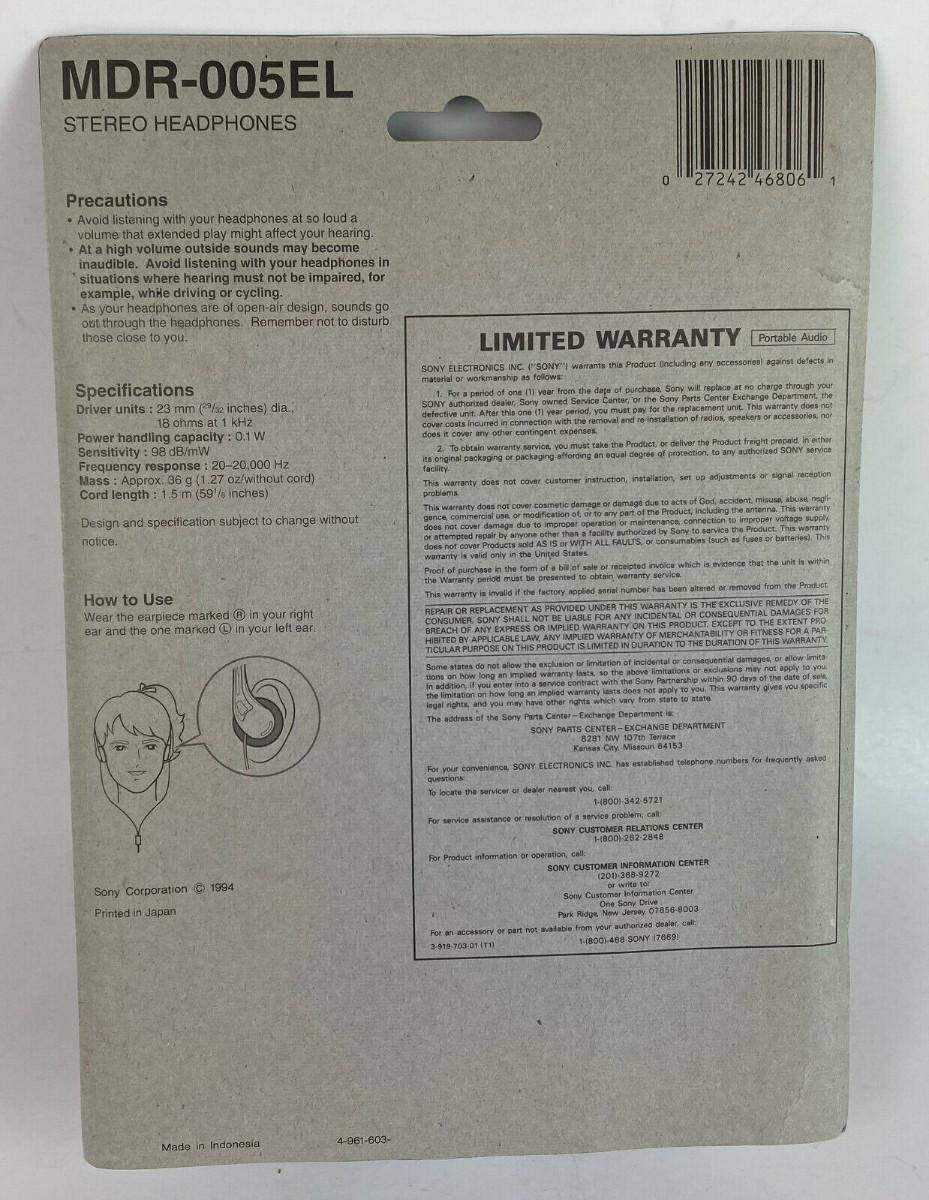 MDR-005EL
STEREO HEADPHONES
0 27242 46806 1
Precautions
• Avoid listening with your headphones at so loud a
volume that extended play might affect your hearing.
• At a high volume outside sounds may become
inaudible. Avoid listening with your headphones in
situations where hearing must not be impaired, for
example, while driving or cycling.
• As your headphones are of open-air design, sounds go
out through the headphones. Remember not to disturb
those close to you.
Specifications
Driver units : 23 mm (29/32 inches) dia.,
18 ohms at 1 kHz
Power handling capacity : 0.1 W
Sensitivity : 98 dB/mW
Frequency response : 20–20,000 Hz
Mass : Approx. 36 g (1.27 oz/without cord)
Cord length : 1.5 m (59 1/8 inches)
Design and specification subject to change without
notice.
How to Use
Wear the earpiece marked Ⓡ in your right
ear and the one marked Ⓛ in your left ear.
Sony Corporation © 1994
Printed in Japan
LIMITED WARRANTY Portable Audio
SONY ELECTRONICS INC. ("SONY") warrants this Product (including any accessories) against defects in
material or workmanship as follows:
1. For a period of one (1) year from the date of purchase, Sony will replace at no charge through your
SONY authorized dealer, Sony owned Service Center, or the Sony Parts Center Exchange Department, the
defective unit. After this one (1) year period, you must pay for the replacement unit. This warranty does not
cover costs incurred in connection with the removal and re-installation of radios, speakers or accessories, nor
does it cover any other contingent expenses.
2. To obtain warranty service, you must take the Product, or deliver the Product freight prepaid, in either
its original packaging or packaging affording an equal degree of protection, to any authorized SONY service
facility.
This warranty does not cover customer instruction, installation, set up adjustments or signal reception
problems.
This warranty does not cover cosmetic damage or damage due to acts of God, accident, misuse, abuse, negli-
gence, commercial use, or modification of, or to any part of the Product, including the antenna. This warranty
does not cover damage due to improper operation or maintenance, connection to improper voltage supply,
or attempted repair by anyone other than a facility authorized by Sony to service the Product. This warranty
does not cover Products sold AS IS or WITH ALL FAULTS, or consumables (such as fuses or batteries). This
warranty is valid only in the United States.
Proof of purchase in the form of a bill of sale or receipted invoice which is evidence that the unit is within
the Warranty period must be presented to obtain warranty service.
This warranty is invalid if the factory applied serial number has been altered or removed from the Product.
REPAIR OR REPLACEMENT AS PROVIDED UNDER THIS WARRANTY IS THE EXCLUSIVE REMEDY OF THE
CONSUMER. SONY SHALL NOT BE LIABLE FOR ANY INCIDENTAL OR CONSEQUENTIAL DAMAGES FOR
BREACH OF ANY EXPRESS OR IMPLIED WARRANTY ON THIS PRODUCT. EXCEPT TO THE EXTENT PRO-
HIBITED BY APPLICABLE LAW, ANY IMPLIED WARRANTY OF MERCHANTABILITY OR FITNESS FOR A PAR-
TICULAR PURPOSE ON THIS PRODUCT IS LIMITED IN DURATION TO THE DURATION OF THIS WARRANTY.
Some states do not allow the exclusion or limitation of incidental or consequential damages, or allow limita-
tions on how long an implied warranty lasts, so the above limitations or exclusions may not apply to you.
In addition, if you enter into a service contract with the Sony Partnership within 90 days of the date of sale,
the limitation on how long an implied warranty lasts does not apply to you. This warranty gives you specific
legal rights, and you may have other rights which vary from state to state.
The address of the Sony Parts Center–Exchange Department is:
SONY PARTS CENTER–EXCHANGE DEPARTMENT
8281 NW 107th Terrace
Kansas City, Missouri 64153
For your convenience, SONY ELECTRONICS INC. has established telephone numbers for frequently asked
questions:
To locate the servicer or dealer nearest you, call:
1-(800)-342-5721
For service assistance or resolution of a service problem, call:
SONY CUSTOMER RELATIONS CENTER
1-(800)-282-2848
For Product information or operation, call:
SONY CUSTOMER INFORMATION CENTER
(201)-368-9272
or write to:
Sony Customer Information Center
One Sony Drive
Park Ridge, New Jersey 07656-8003
For an accessory or part not available from your authorized dealer, call:
3-919-703-01 (T1) 1-(800)-488-SONY (7669)
Made in Indonesia 4-961-603-